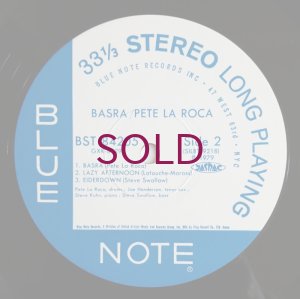 33⅓ STEREO LONG PLAYING
BLUE NOTE RECORDS INC · 47 WEST 63rd · NYC
BASRA / PETE LA ROCA
SOLD
BST 84205
Side 2
1. BASRA (Pete La Roca)
2. LAZY AFTERNOON (Latouche-Moross)
3. EIDERDOWN (Steve Swallow)
Pete La Roca, drums; Joe Henderson, tenor sax;
Steve Kuhn, piano; Steve Swallow, bass
BLUE
NOTE